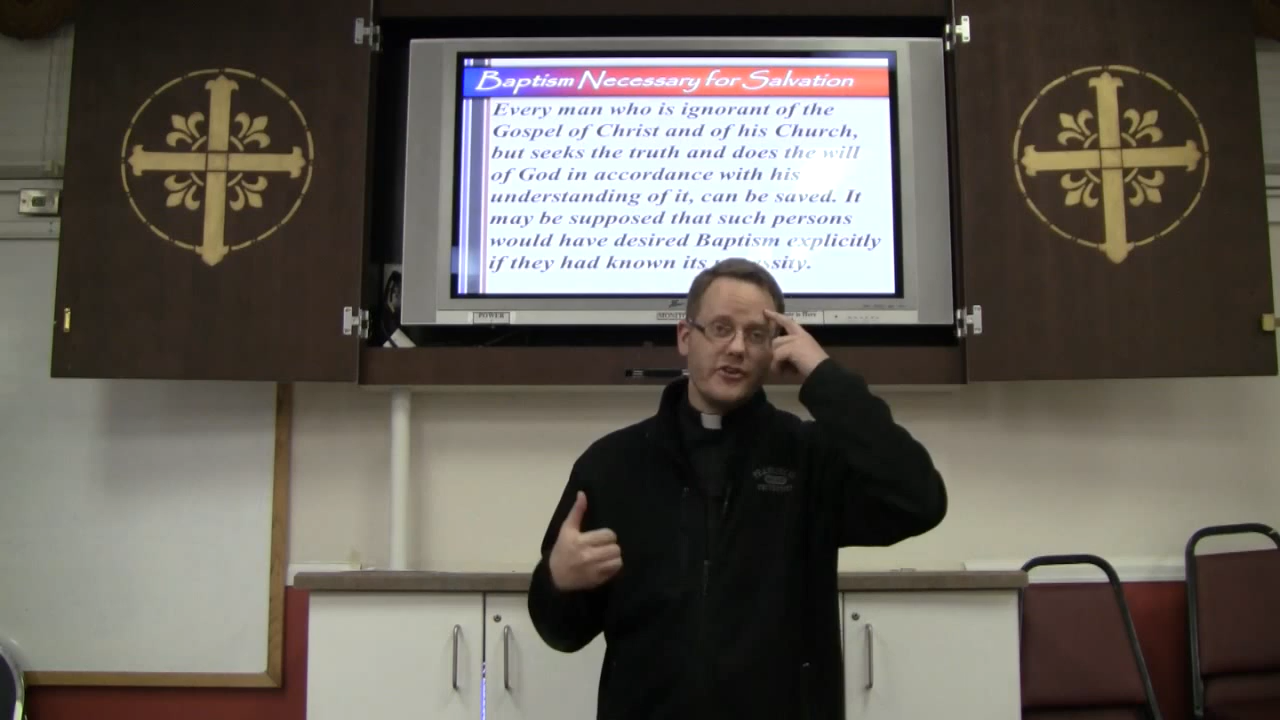 Baptism Necessary for Salvation
Every man who is ignorant of the
Gospel of Christ and of his Church,
but seeks the truth and does the will
of God in accordance with his
understanding of it, can be saved. It
may be supposed that such persons
would have desired Baptism explicitly
if they had known its
POWER